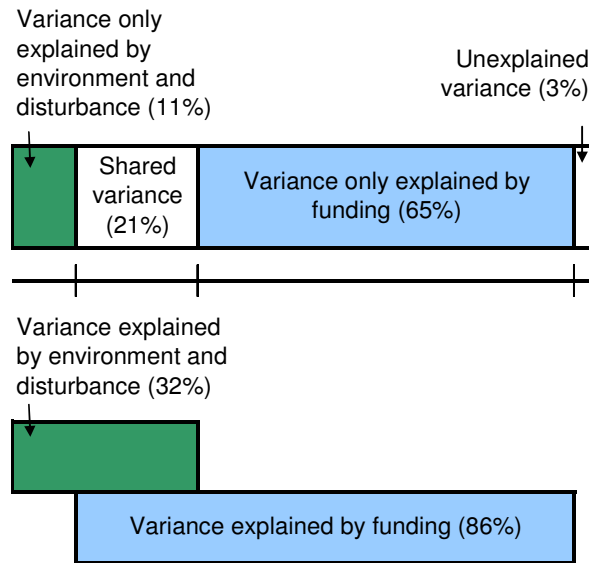 Variance only
explained by
environment and
disturbance (11%)
Unexplained
variance (3%)
Shared
variance
(21%)
Variance only explained by
funding (65%)
Variance explained
by environment and
disturbance (32%)
Variance explained by funding (86%)